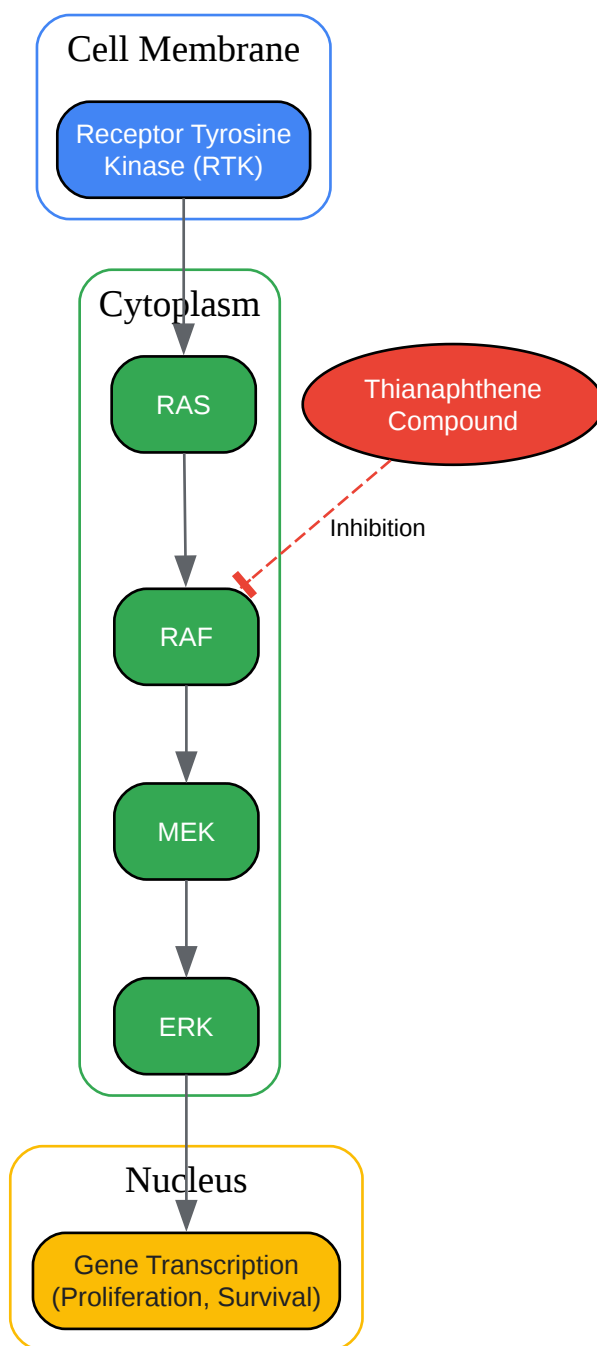 Cell Membrane
Receptor Tyrosine
Kinase (RTK)
Cytoplasm
RAS
Thianaphthene
Compound
Inhibition
RAF
MEK
ERK
Nucleus
Gene Transcription
(Proliferation, Survival)